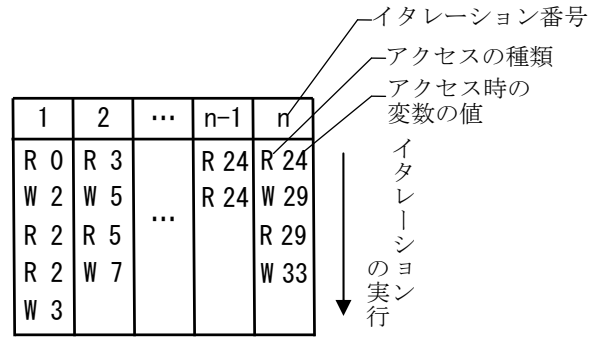 イタレーション番号
アクセスの種類
アクセス時の
変数の値
1 2 … n-1 n
R 0 R 3 R 24 R 24
W 2 W 5 … R 24 W 29
R 2 R 5 R 29
R 2 W 7 W 33
W 3
イタレーション
の実行